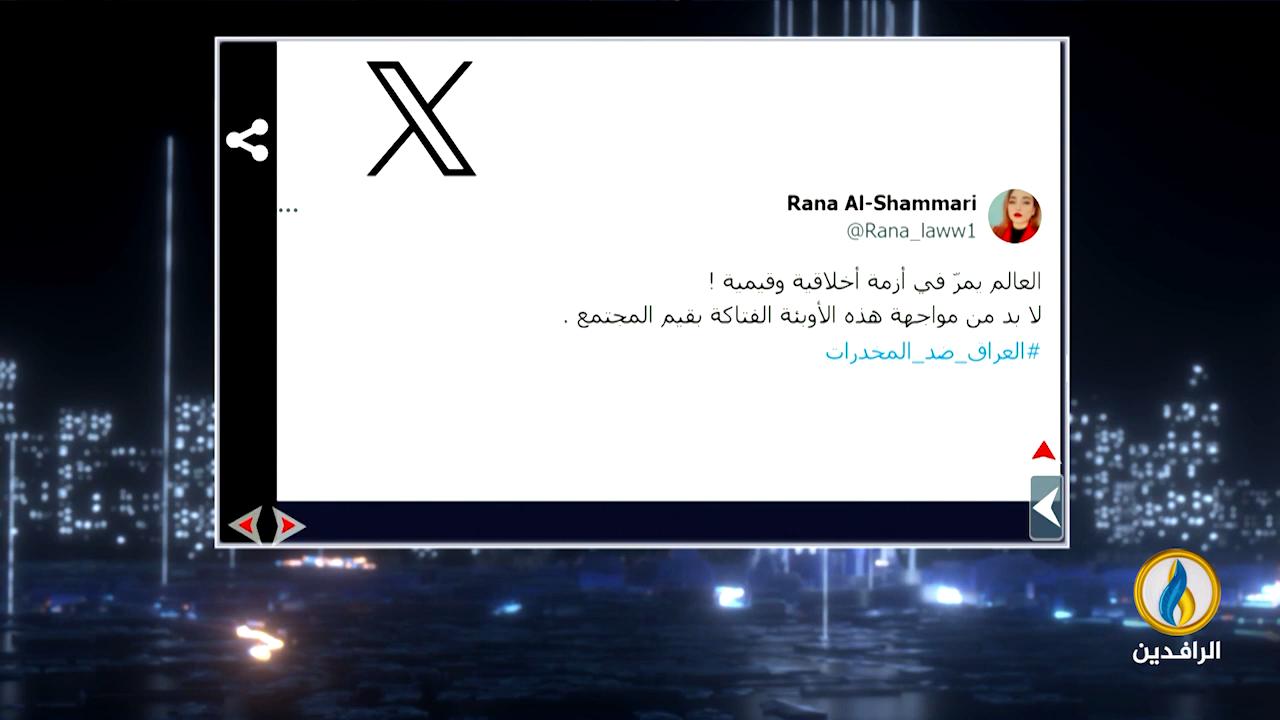 Rana Al-Shammari
@Rana_laww1
العالم يمرّ في أزمة أخلاقية وقيمية !
لا بد من مواجهة هذه الأوبئة الفتاكة بقيم المجتمع .
#العراق_ضد_المخدرات
الرافدين